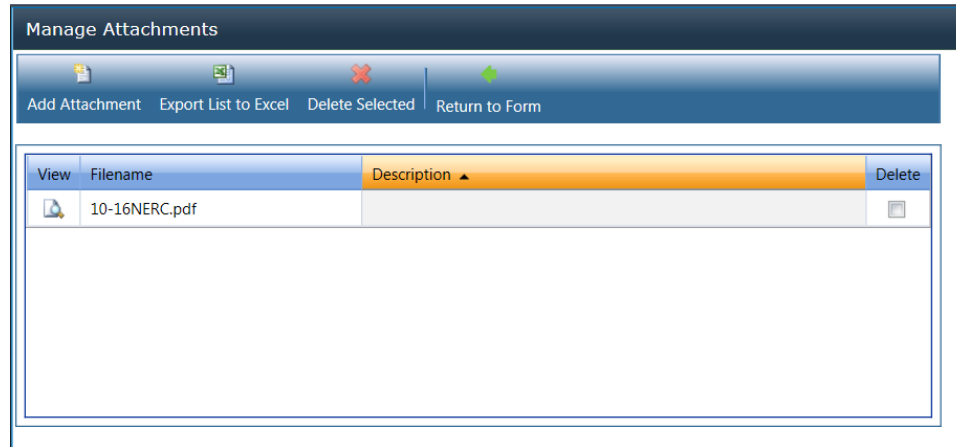 Manage Attachments
Add Attachment Export List to Excel Delete Selected Return to Form
View Filename Description Delete
10-16NERC.pdf